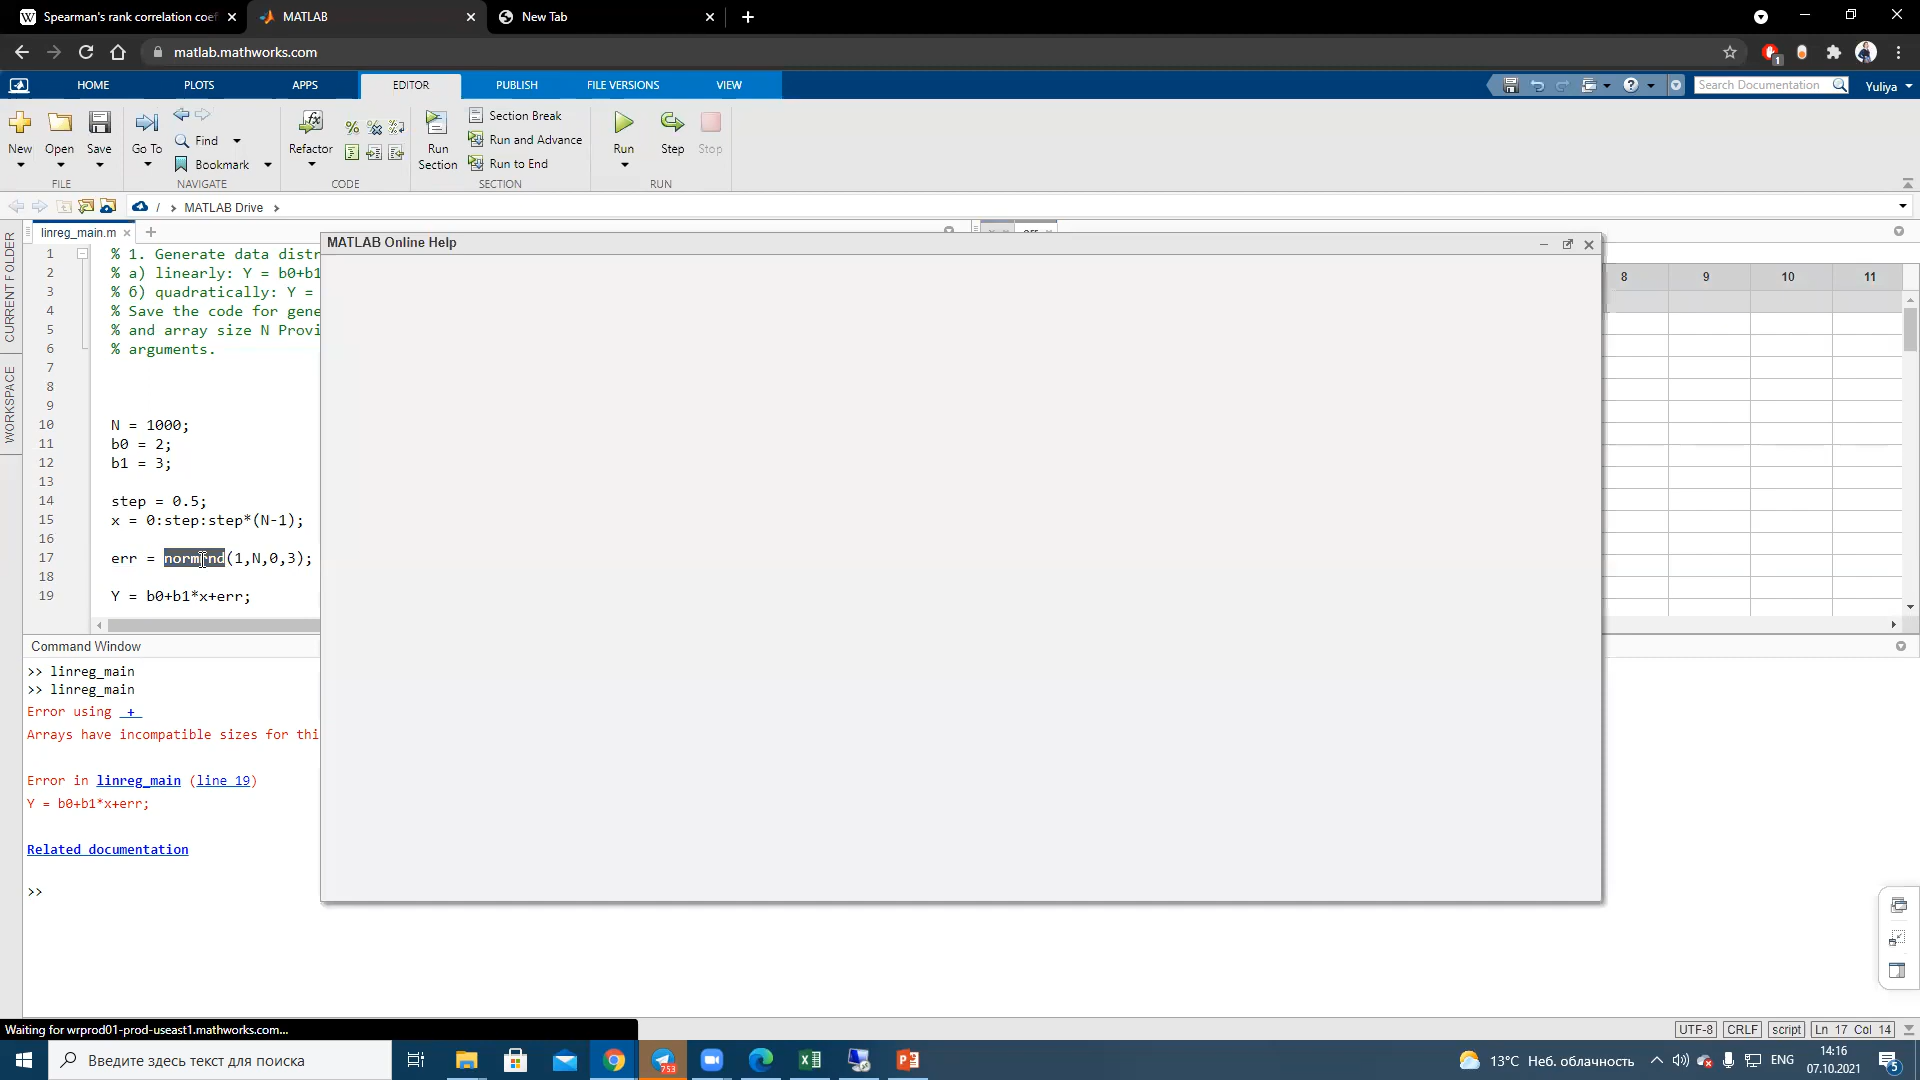 Spearman's rank correlation coef
MATLAB
New Tab
matlab.mathworks.com
HOME
PLOTS
APPS
EDITOR
PUBLISH
FILE VERSIONS
VIEW
Search Documentation
Yuliya
New
Open
Save
FILE
Go To
Find
Bookmark
NAVIGATE
Refactor
CODE
Run Section
Section Break
Run and Advance
Run to End
SECTION
Run
Step
Stop
RUN
/ MATLAB Drive
CURRENT FOLDER
WORKSPACE
linreg_main.m
MATLAB Online Help
8 9 10 11
1 % 1. Generate data distr
2 % a) linearly: Y = b0+b1
3 % б) quadratically: Y =
4 % Save the code for gene
5 % and array size N Provi
6 % arguments.
7
8
9
10 N = 1000;
11 b0 = 2;
12 b1 = 3;
13
14 step = 0.5;
15 x = 0:step:step*(N-1);
16
17 err = normrnd(1,N,0,3);
18
19 Y = b0+b1*x+err;
Command Window
>> linreg_main
>> linreg_main
Error using +
Arrays have incompatible sizes for thi
Error in linreg_main (line 19)
Y = b0+b1*x+err;
Related documentation
>>
Waiting for wrprod01-prod-useast1.mathworks.com...
UTF-8
CRLF
script
Ln 17 Col 14
Введите здесь текст для поиска
753
13°C Неб. облачность
ENG
14:16
07.10.2021
5